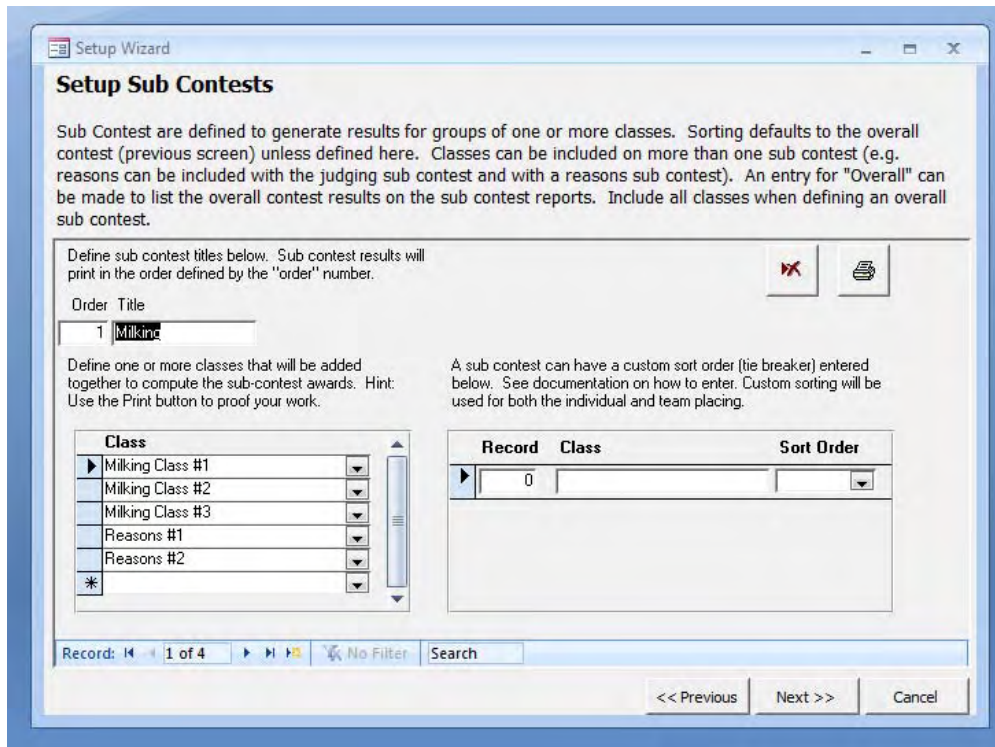 Setup Wizard
Setup Sub Contests
Sub Contest are defined to generate results for groups of one or more classes. Sorting defaults to the overall
contest (previous screen) unless defined here. Classes can be included on more than one sub contest (e.g.
reasons can be included with the judging sub contest and with a reasons sub contest). An entry for "Overall" can
be made to list the overall contest results on the sub contest reports. Include all classes when defining an overall
sub contest.
Define sub contest titles below. Sub contest results will
print in the order defined by the "order" number.
Order Title
1 Milking
Define one or more classes that will be added
together to compute the sub-contest awards. Hint:
Use the Print button to proof your work.
Class
Milking Class #1
Milking Class #2
Milking Class #3
Reasons #1
Reasons #2
A sub contest can have a custom sort order (tie breaker) entered
below. See documentation on how to enter. Custom sorting will be
used for both the individual and team placing.
Record Class Sort Order
0
Record: 1 of 4 No Filter Search
<< Previous Next >> Cancel